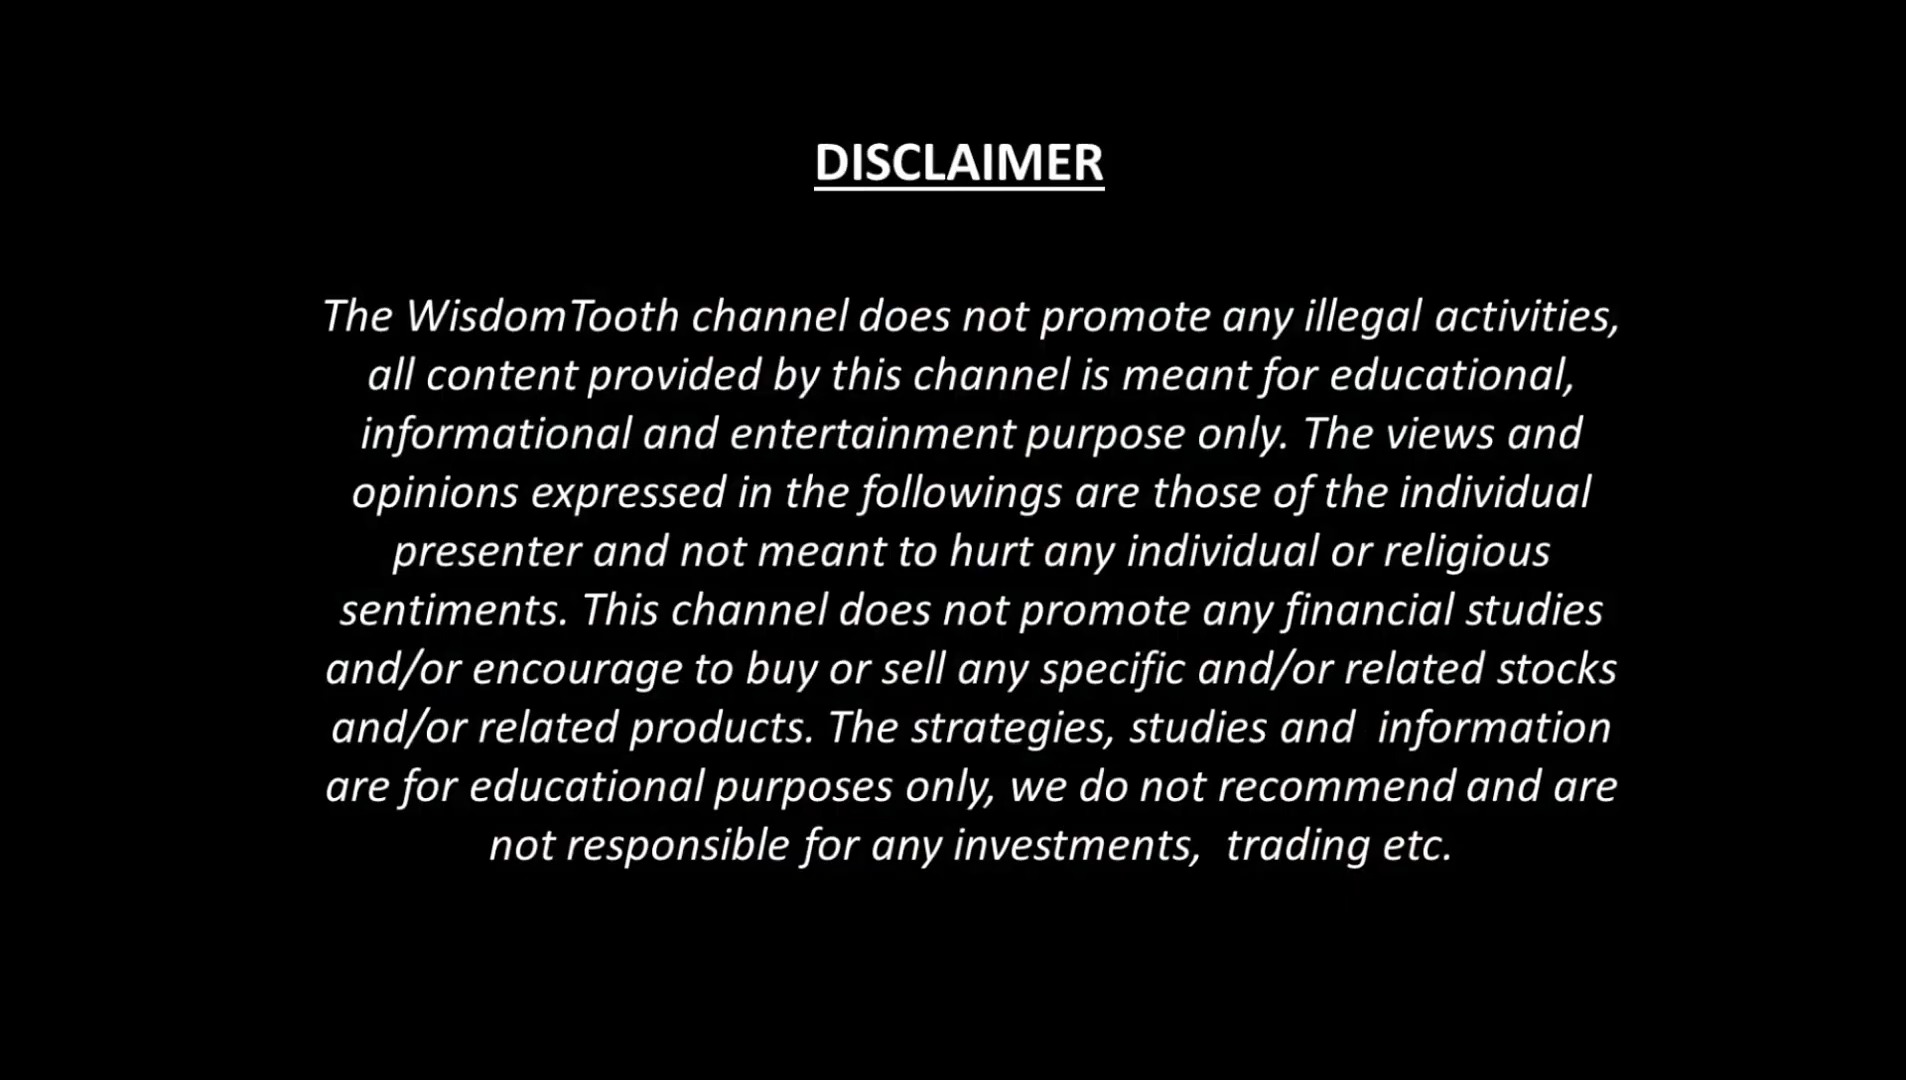 DISCLAIMER
The WisdomTooth channel does not promote any illegal activities,
all content provided by this channel is meant for educational,
informational and entertainment purpose only. The views and
opinions expressed in the followings are those of the individual
presenter and not meant to hurt any individual or religious
sentiments. This channel does not promote any financial studies
and/or encourage to buy or sell any specific and/or related stocks
and/or related products. The strategies, studies and  information
are for educational purposes only, we do not recommend and are
not responsible for any investments,  trading etc.